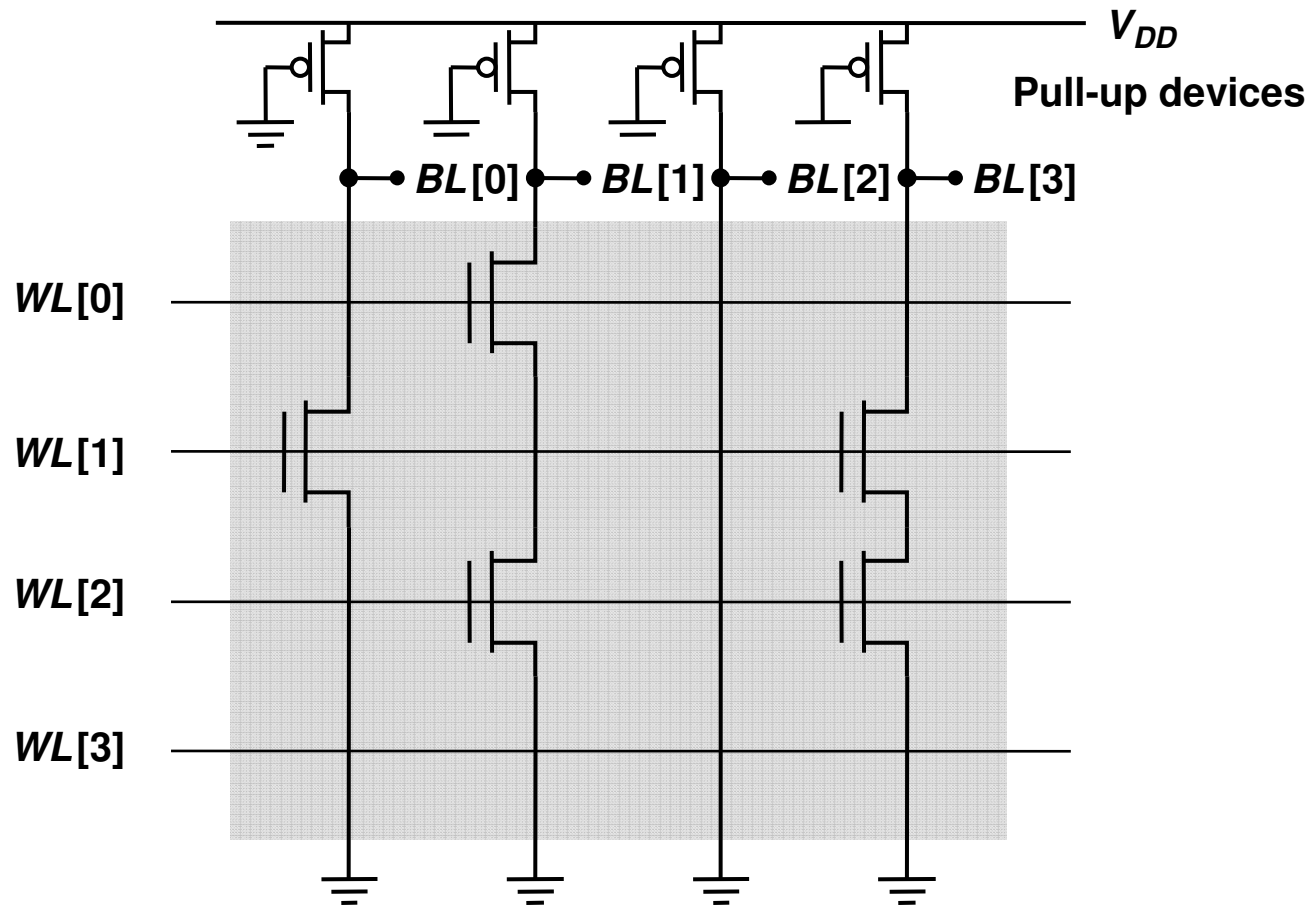 VDD
Pull-up devices
BL[0] BL[1] BL[2] BL[3]
WL[0]
WL[1]
WL[2]
WL[3]